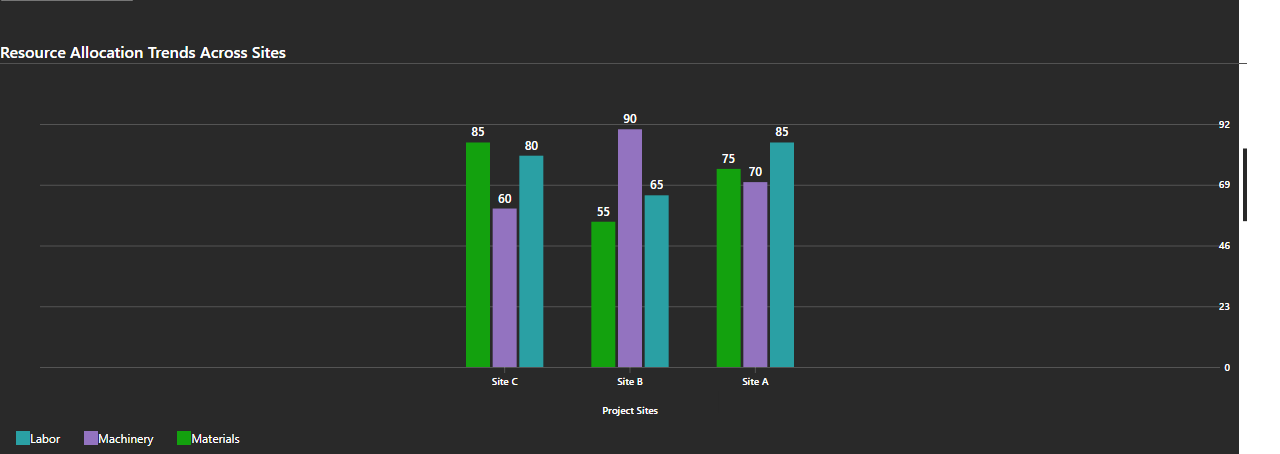 Resource Allocation Trends Across Sites
90
92
85
85
80
75
70
69
65
60
55
46
23
0
Site C
Site B
Site A
Project Sites
Labor
Machinery
Materials